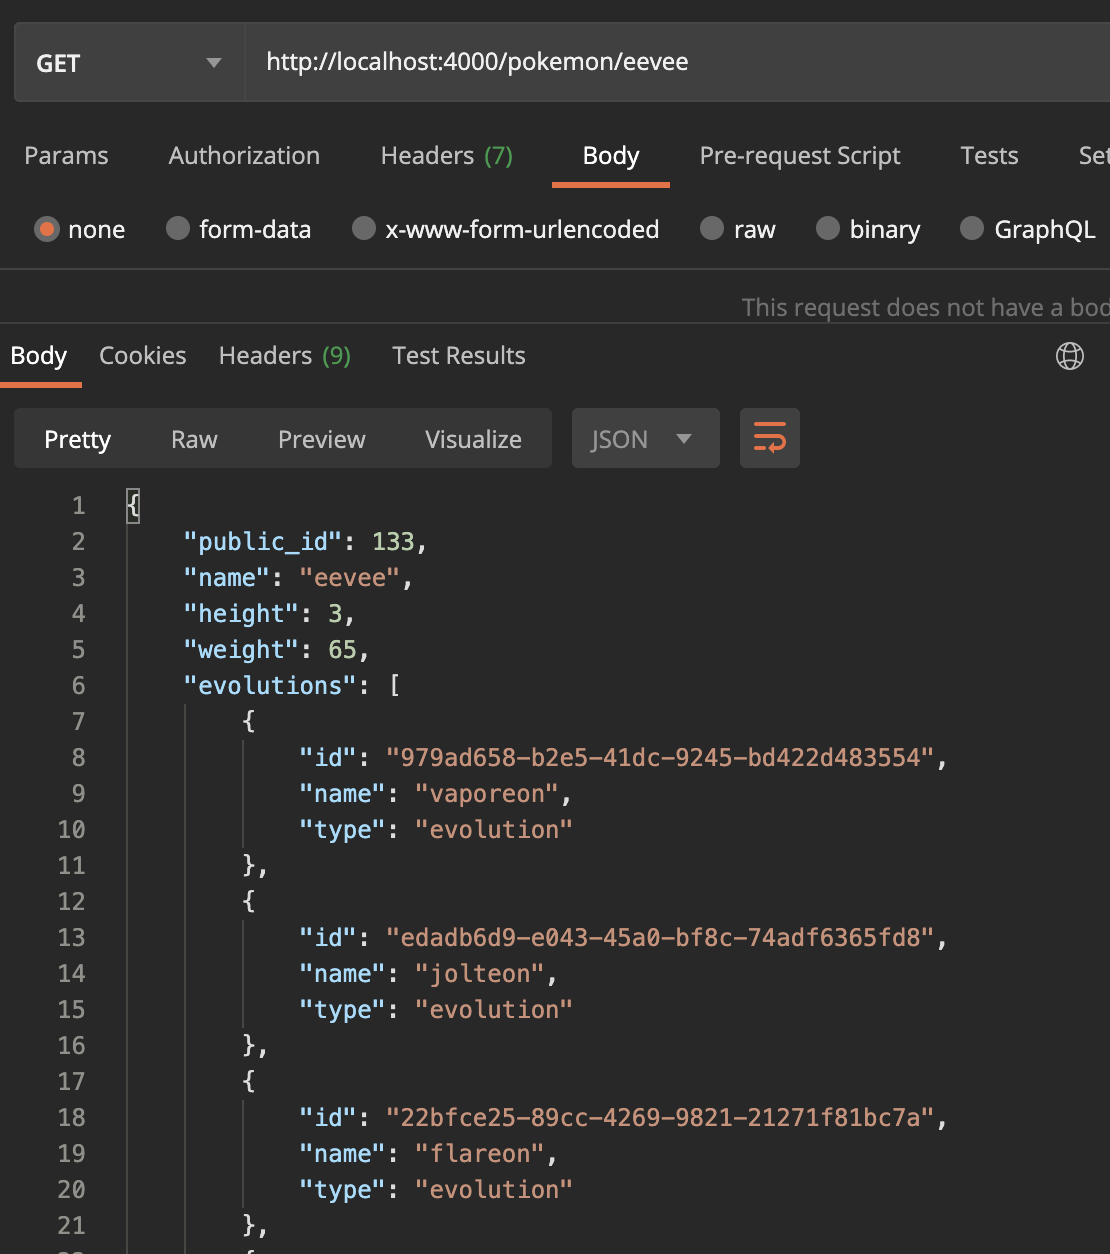 GET http://localhost:4000/pokemon/eevee
Params Authorization Headers (7) Body Pre-request Script Tests Set
none form-data x-www-form-urlencoded raw binary GraphQL
This request does not have a bod
Body Cookies Headers (9) Test Results
Pretty Raw Preview Visualize JSON
1 {
2 "public_id": 133,
3 "name": "eevee",
4 "height": 3,
5 "weight": 65,
6 "evolutions": [
7 {
8 "id": "979ad658-b2e5-41dc-9245-bd422d483554",
9 "name": "vaporeon",
10 "type": "evolution"
11 },
12 {
13 "id": "edadb6d9-e043-45a0-bf8c-74adf6365fd8",
14 "name": "jolteon",
15 "type": "evolution"
16 },
17 {
18 "id": "22bfce25-89cc-4269-9821-21271f81bc7a",
19 "name": "flareon",
20 "type": "evolution"
21 },